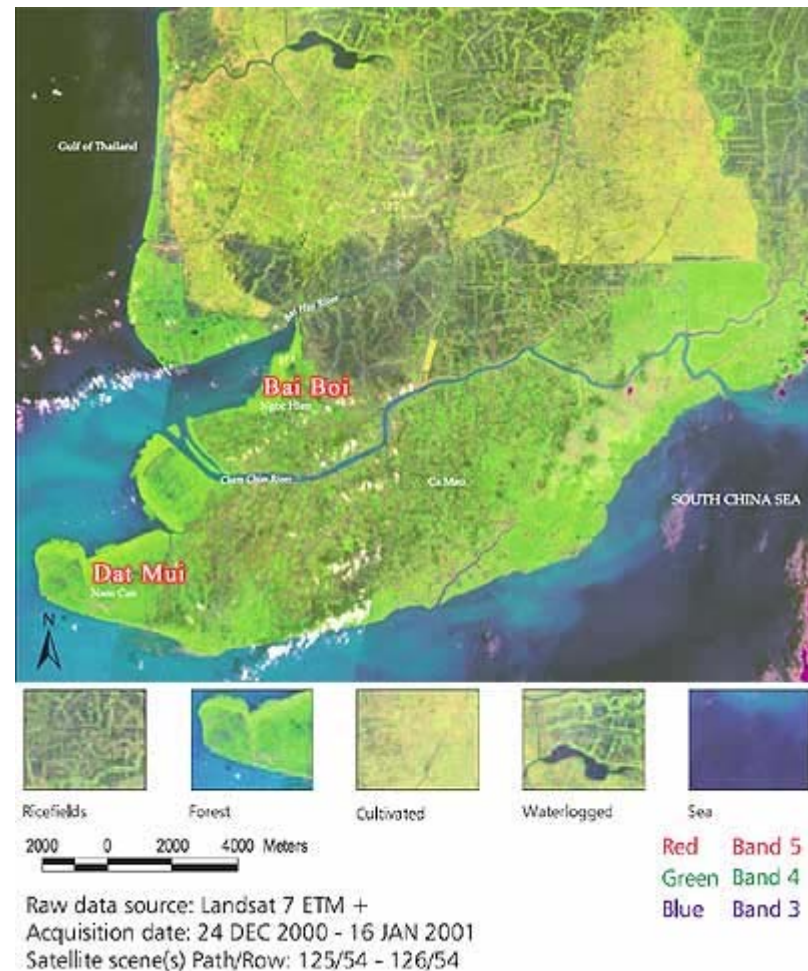 Gulf of Thailand
Bai Hap River
Bai Boi
Ngoc Hien
Cua Lon River
Ca Mau
SOUTH CHINA SEA
Dat Mui
Nam Can
N
Ricefields
Forest
Cultivated
Waterlogged
Sea
2000 0 2000 4000 Meters
Red Band 5
Green Band 4
Blue Band 3
Raw data source: Landsat 7 ETM +
Acquisition date: 24 DEC 2000 - 16 JAN 2001
Satellite scene(s) Path/Row: 125/54 - 126/54